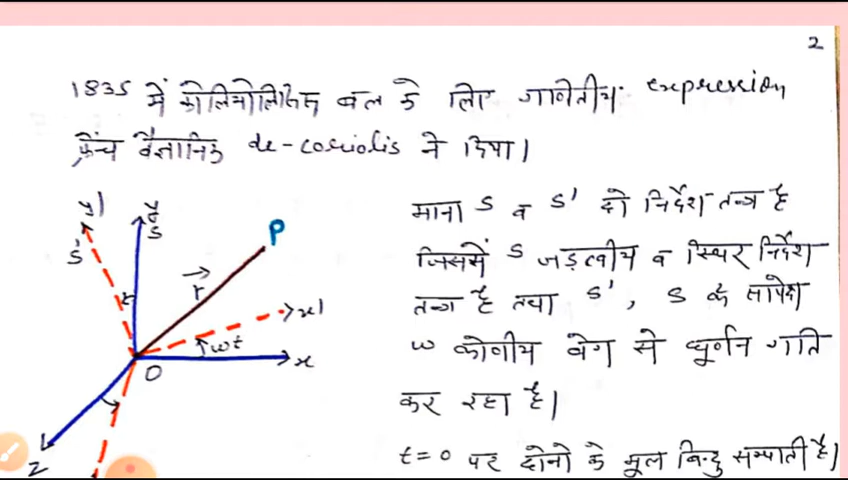 2
1835 में कोरियोलिसिस बल के लिए गणितीय expression
फ्रेंच वैज्ञानिक de-coriolis ने दिया।
माना S व S' दो निर्देश तन्त्र है
जिसमें S जड़त्वीय व स्थिर निर्देश
तन्त्र है तथा S', S के सापेक्ष
w कोणीय वेग से घूर्णन गति
कर रहा है।
t=0 पर दोनो के मूल बिन्दु सम्पाती है।
y|
y
S
S'
P
r
x|
wt
x
O
Z